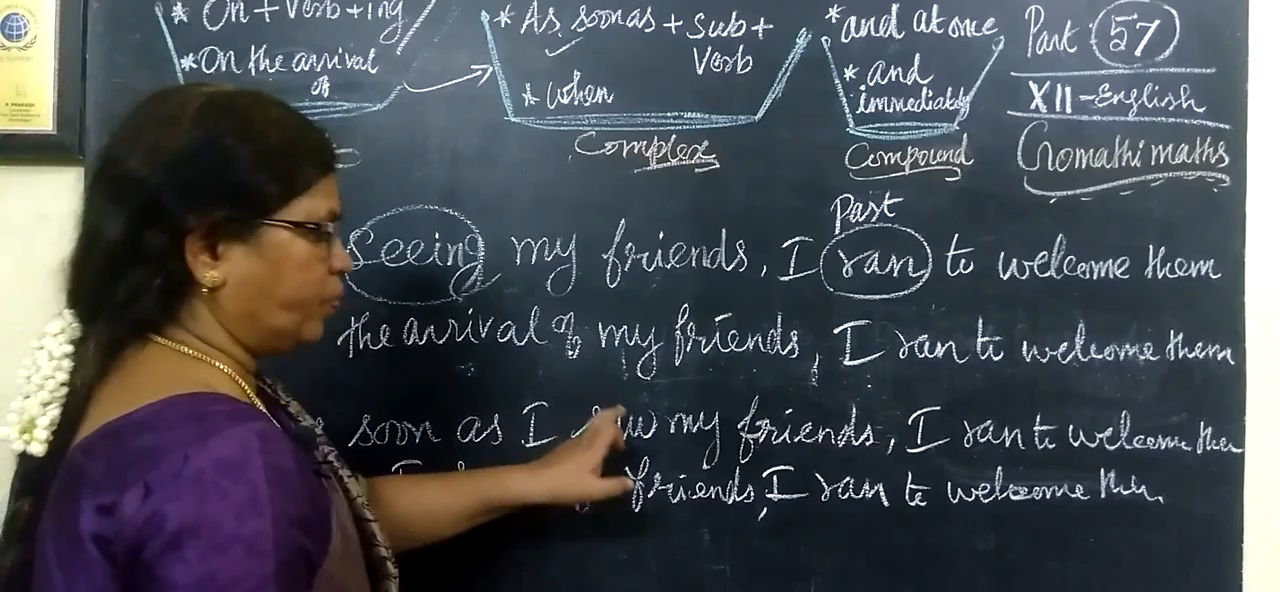 * On + Verb + ing
* On the arrival
of
* As soon as + Sub +
Verb
* when
Complex
* and at once
* and
immediately
Compound
Part : 57
XII - English
Gomathi maths
Past
Seeing my friends, I ran to welcome them
the arrival of my friends, I ran to welcome them
soon as I saw my friends, I ran to welcome them
I friends, I ran to welcome them